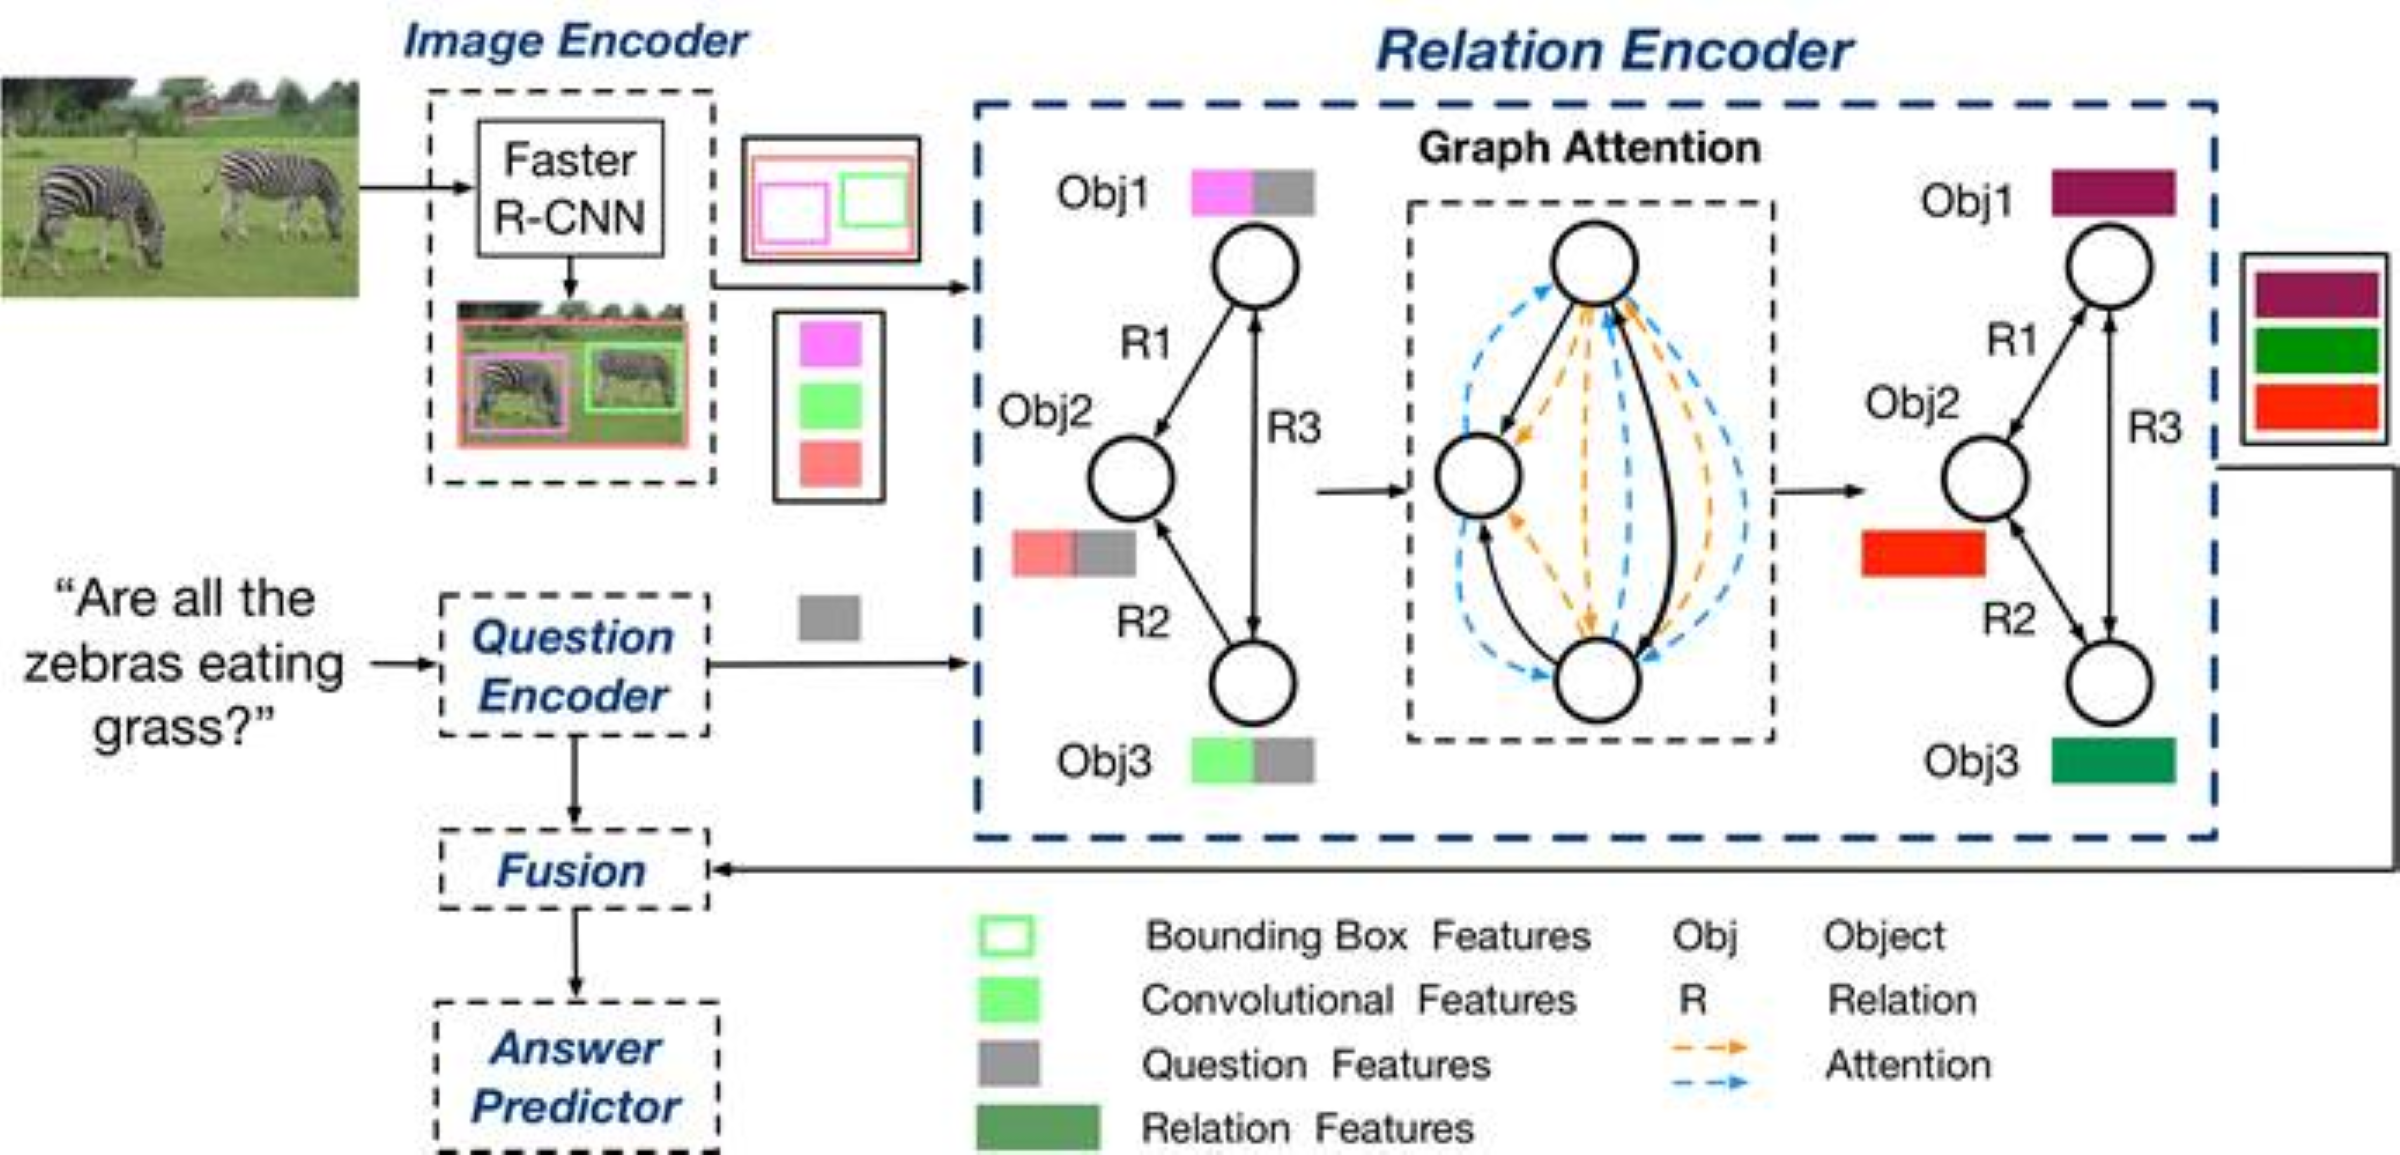 Image Encoder
Relation Encoder
Faster
R-CNN
Graph Attention
Obj1
R1
Obj2
R3
R2
Obj3
Obj1
R1
Obj2
R3
R2
Obj3
“Are all the
zebras eating
grass?”
Question
Encoder
Fusion
Answer
Predictor
Bounding Box Features
Convolutional Features
Question Features
Relation Features
Obj Object
R Relation
Attention